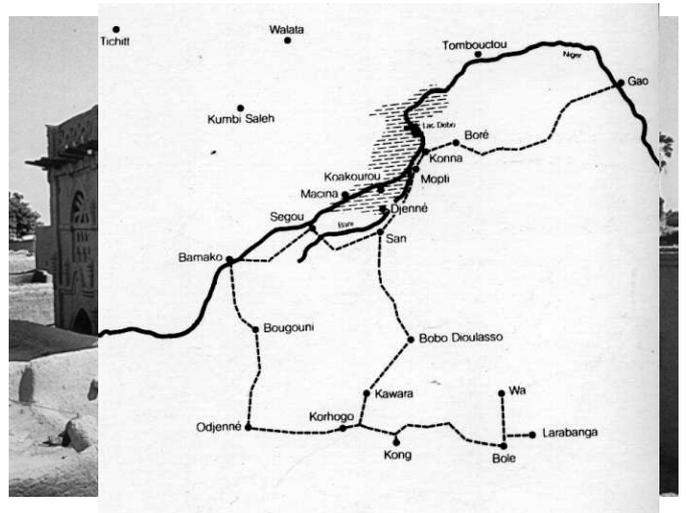 Tichitt
Walata
Tombouctou
Niger
Gao
Kumbi Saleh
Lac Debo
Boré
Konna
Koakourou
Mopti
Macina
Djenné
Segou
Bani
San
Bamako
Bougouni
Bobo Dioulasso
Kawara
Wa
Korhogo
Odjenné
Larabanga
Kong
Bole